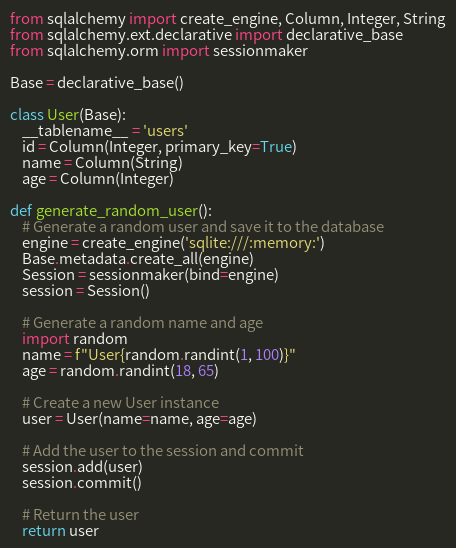 from sqlalchemy import create_engine, Column, Integer, String
from sqlalchemy.ext.declarative import declarative_base
from sqlalchemy.orm import sessionmaker

Base = declarative_base()

class User(Base):
    __tablename__ = 'users'
    id = Column(Integer, primary_key=True)
    name = Column(String)
    age = Column(Integer)

def generate_random_user():
    # Generate a random user and save it to the database
    engine = create_engine('sqlite:///:memory:')
    Base.metadata.create_all(engine)
    Session = sessionmaker(bind=engine)
    session = Session()

    # Generate a random name and age
    import random
    name = f"User{random.randint(1, 100)}"
    age = random.randint(18, 65)

    # Create a new User instance
    user = User(name=name, age=age)

    # Add the user to the session and commit
    session.add(user)
    session.commit()

    # Return the user
    return user